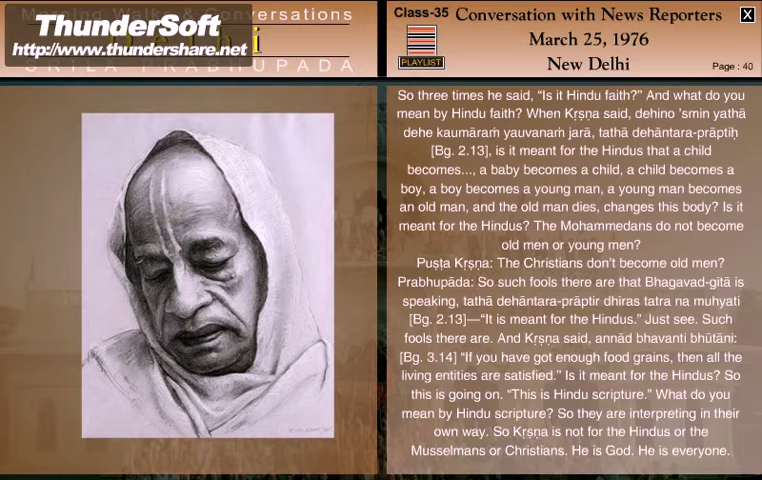 Morning Walks & Conversations
ThunderSoft
http://www.thundershare.net
SRILA PRABHUPADA
Class-35
PLAYLIST
Conversation with News Reporters
March 25, 1976
New Delhi
X
Page : 40
So three times he said, “Is it Hindu faith?” And what do you
mean by Hindu faith? When Kṛṣṇa said, dehino 'smin yathā
dehe kaumāraṁ yauvanaṁ jarā, tathā dehāntara-prāptiḥ
[Bg. 2.13], is it meant for the Hindus that a child
becomes..., a baby becomes a child, a child becomes a
boy, a boy becomes a young man, a young man becomes
an old man, and the old man dies, changes this body? Is it
meant for the Hindus? The Mohammedans do not become
old men or young men?
Puṣṭa Kṛṣṇa: The Christians don’t become old men?
Prabhupāda: So such fools there are that Bhagavad-gītā is
speaking, tathā dehāntara-prāptir dhīras tatra na muhyati
[Bg. 2.13]—“It is meant for the Hindus.” Just see. Such
fools there are. And Kṛṣṇa said, annād bhavanti bhūtāni:
[Bg. 3.14] “If you have got enough food grains, then all the
living entities are satisfied.” Is it meant for the Hindus? So
this is going on. “This is Hindu scripture.” What do you
mean by Hindu scripture? So they are interpreting in their
own way. So Kṛṣṇa is not for the Hindus or the
Musselmans or Christians. He is God. He is everyone.